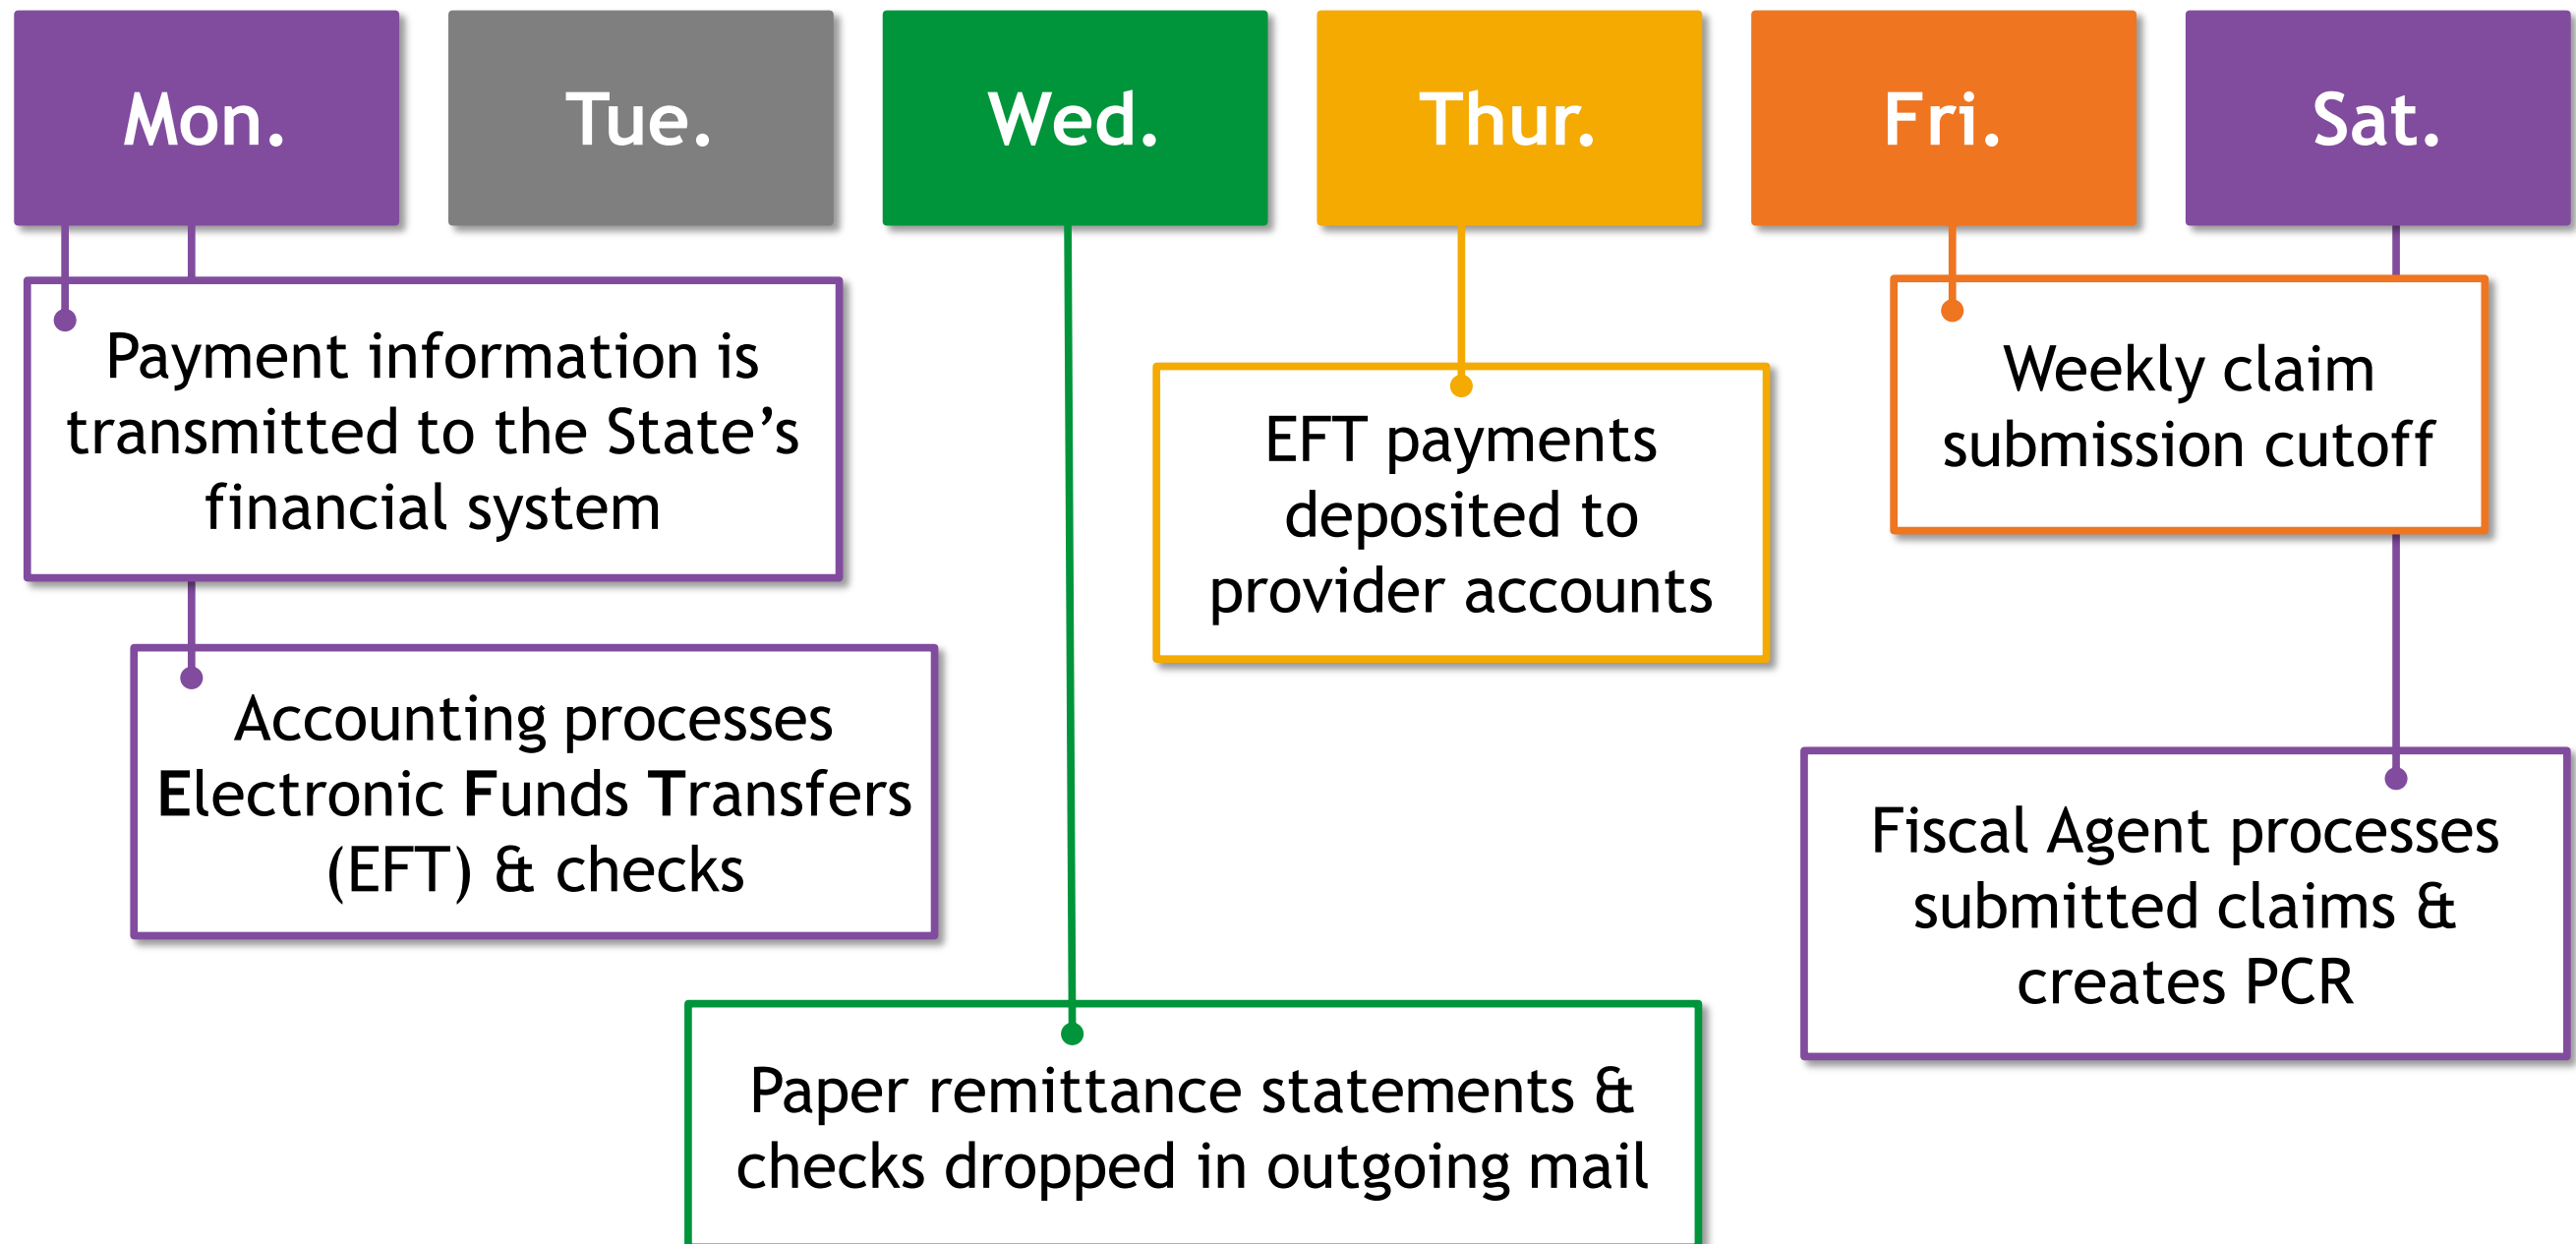 Mon.
Tue.
Wed.
Thur.
Fri.
Sat.
Payment information is
transmitted to the State’s
financial system
Accounting processes
Electronic Funds Transfers
(EFT) & checks
Paper remittance statements &
checks dropped in outgoing mail
EFT payments
deposited to
provider accounts
Weekly claim
submission cutoff
Fiscal Agent processes
submitted claims &
creates PCR